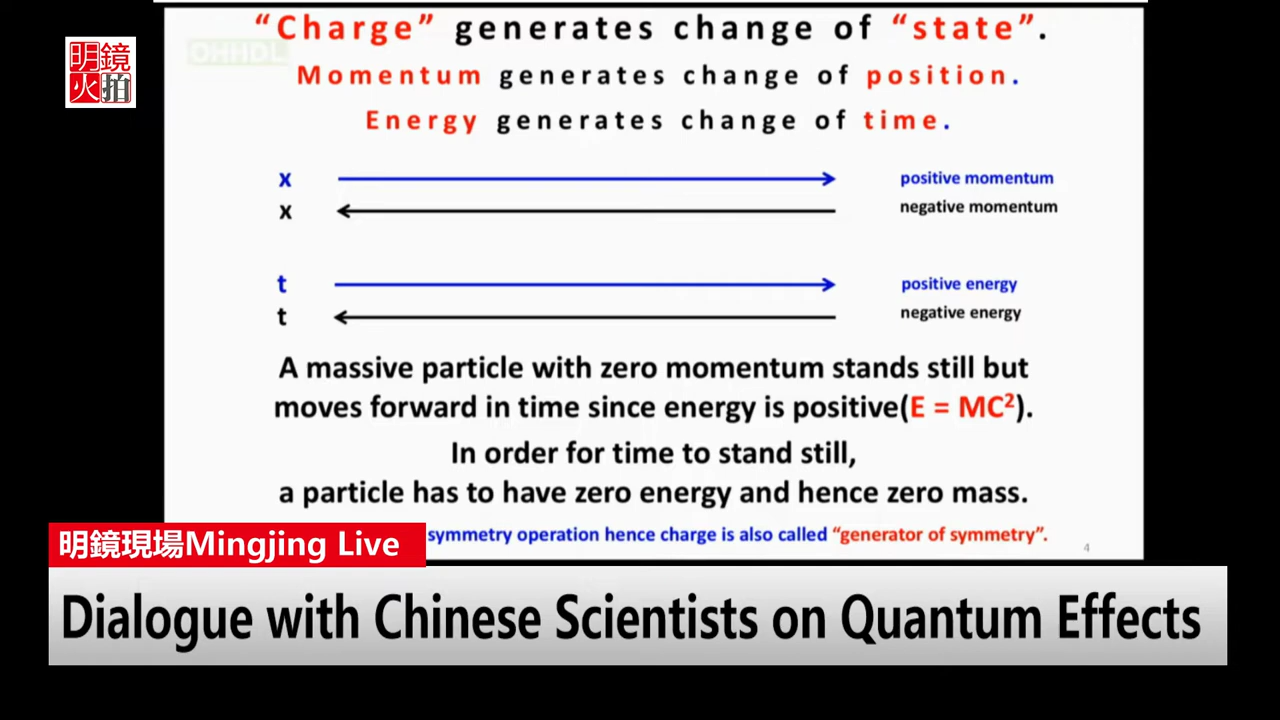 “Charge” generates change of “state”.
OHHDL
明鏡
火拍
Momentum generates change of position.
Energy generates change of time.
x
positive momentum
x
negative momentum
t
positive energy
t
negative energy
A massive particle with zero momentum stands still but
moves forward in time since energy is positive(E = MC²).
In order for time to stand still,
a particle has to have zero energy and hence zero mass.
symmetry operation hence charge is also called “generator of symmetry”.
4
明鏡現場Mingjing Live
Dialogue with Chinese Scientists on Quantum Effects